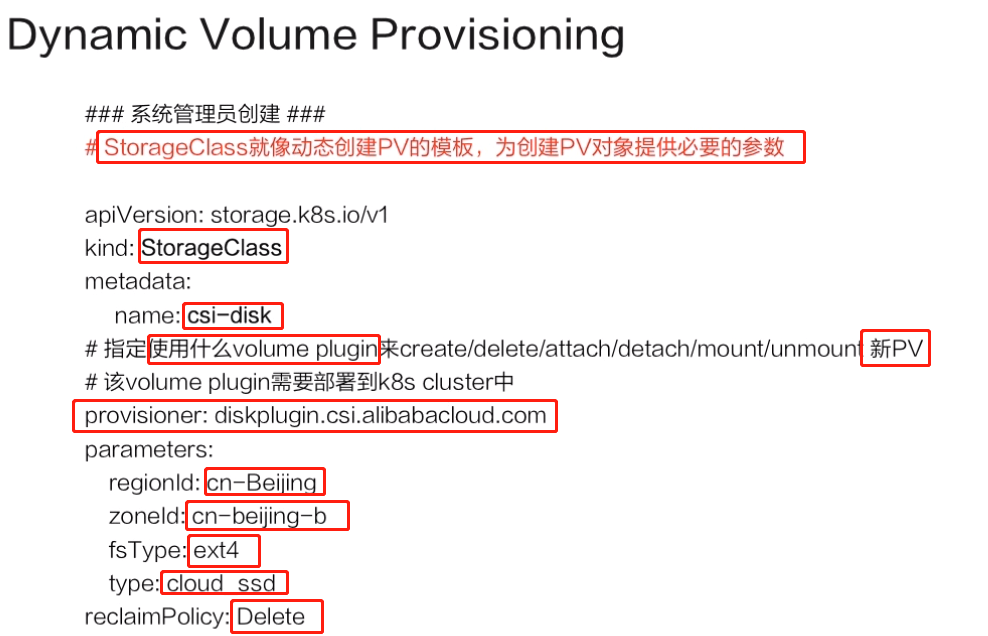 Dynamic Volume Provisioning
### 系统管理员创建 ###
# StorageClass就像动态创建PV的模板，为创建PV对象提供必要的参数
apiVersion: storage.k8s.io/v1
kind: StorageClass
metadata:
name: csi-disk
# 指定使用什么volume plugin来create/delete/attach/detach/mount/unmount 新PV
# 该volume plugin需要部署到k8s cluster中
provisioner: diskplugin.csi.alibabacloud.com
parameters:
regionId: cn-Beijing
zoneId: cn-beijing-b
fsType: ext4
type: cloud_ssd
reclaimPolicy: Delete